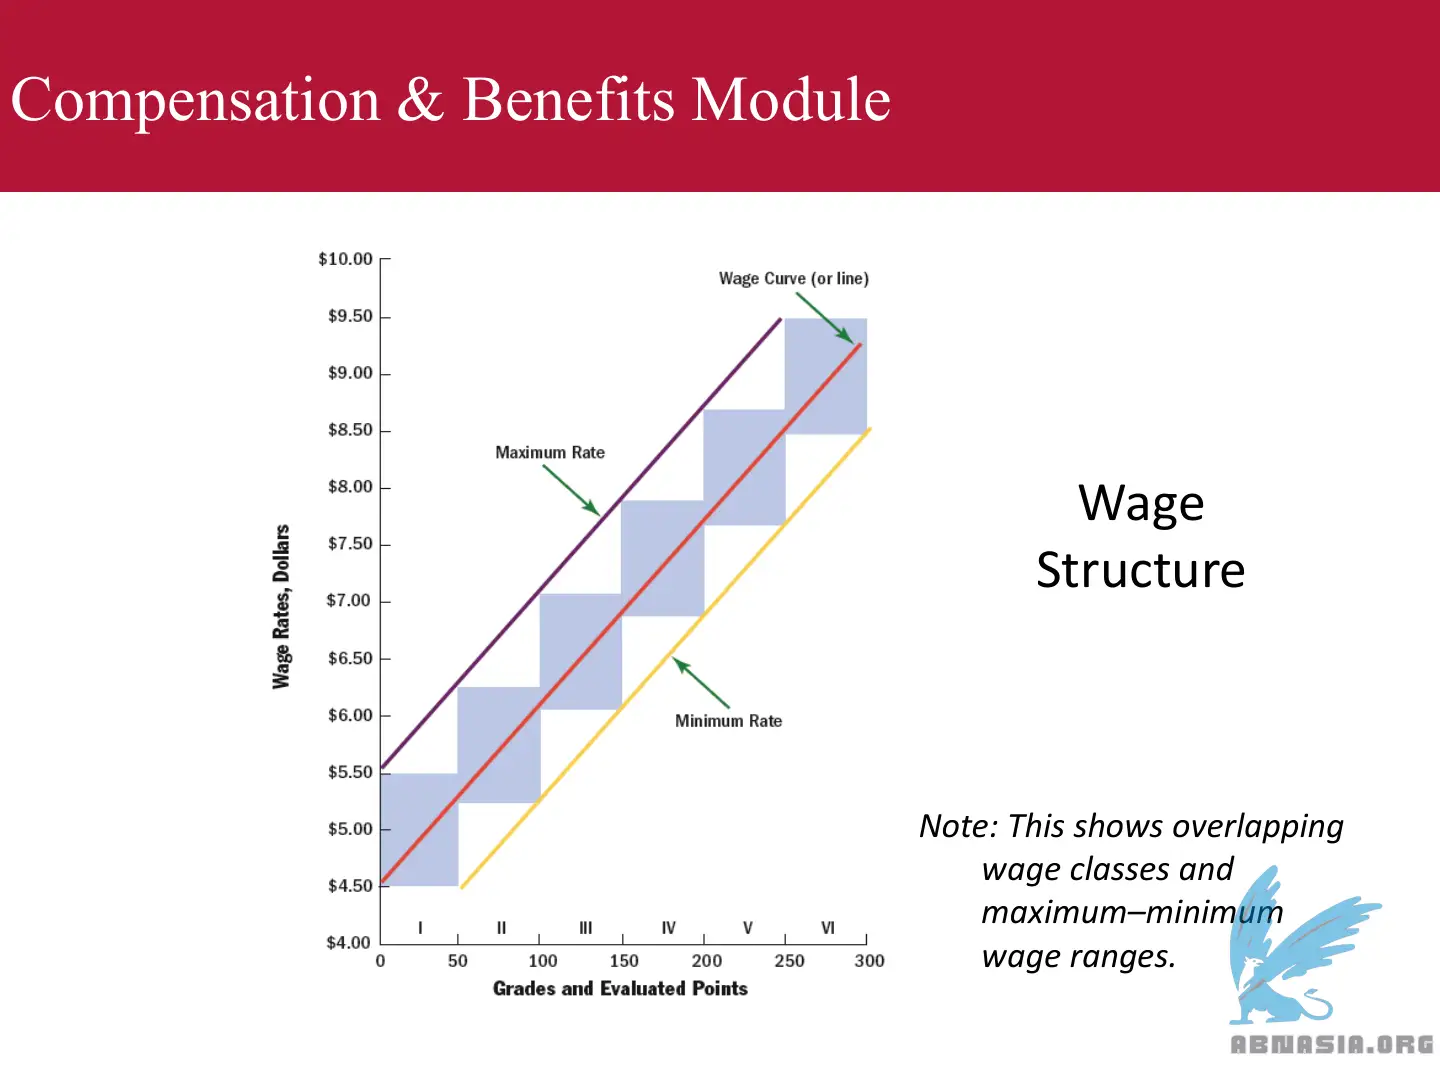 Compensation & Benefits Module
$10.00
Wage Curve (or line)
$9.50
$9.00
$8.50
Maximum Rate
$8.00
$7.50
$7.00
$6.50
$6.00
Minimum Rate
$5.50
$5.00
$4.50
$4.00
Wage Rates, Dollars
I II III IV V VI
0 50 100 150 200 250 300
Grades and Evaluated Points
Wage
Structure
Note: This shows overlapping
wage classes and
maximum–minimum
wage ranges.
ABNASIA.ORG